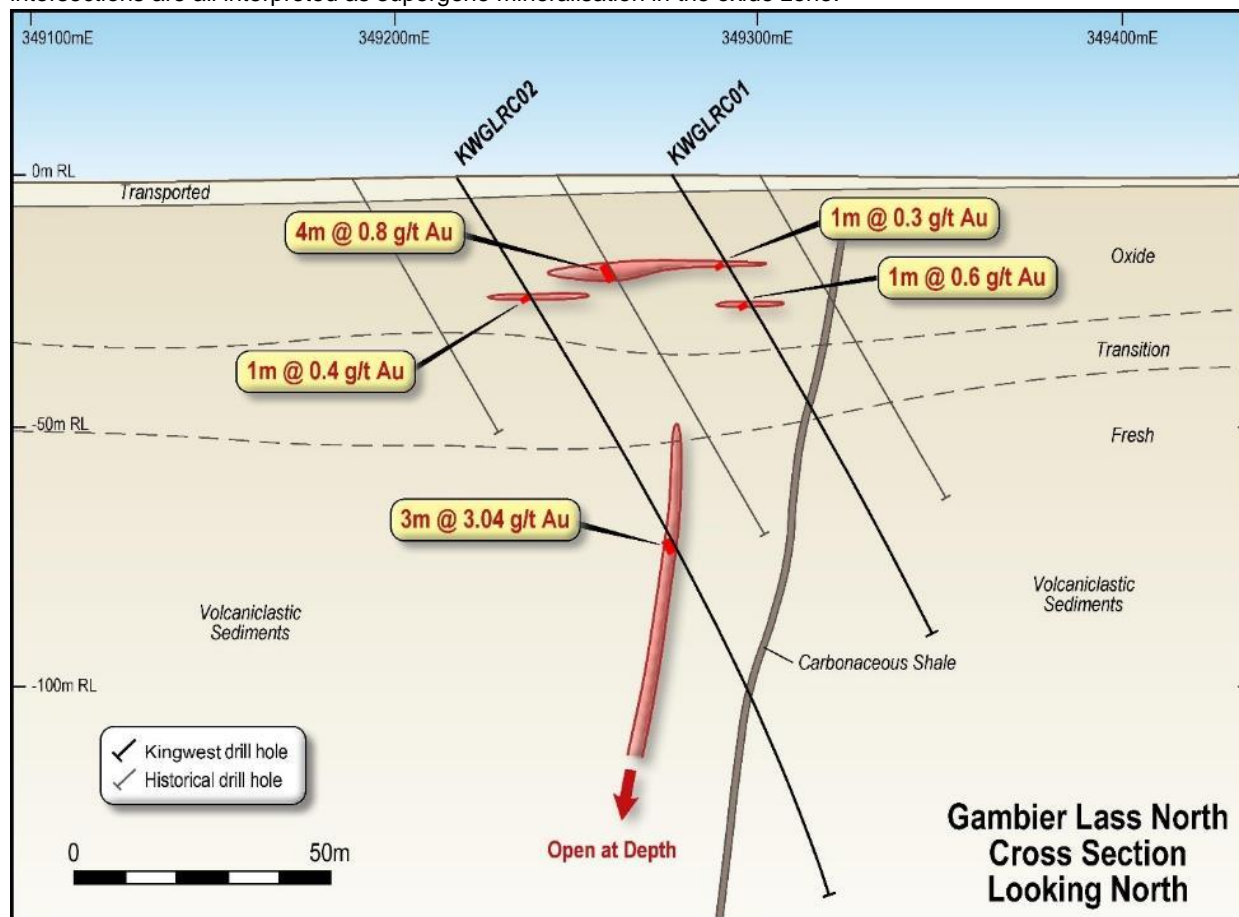 intersections are all interpreted as supergene mineralisation in the oxide zone.
349100mE
349200mE
349300mE
349400mE
KWGLRC02
KWGLRC01
0m RL
Transported
4m @ 0.8 g/t Au
1m @ 0.3 g/t Au
Oxide
1m @ 0.6 g/t Au
1m @ 0.4 g/t Au
Transition
-50m RL
Fresh
3m @ 3.04 g/t Au
Volcaniclastic
Sediments
Volcaniclastic
Sediments
Carbonaceous Shale
-100m RL
Kingwest drill hole
Historical drill hole
0
50m
Open at Depth
Gambier Lass North
Cross Section
Looking North